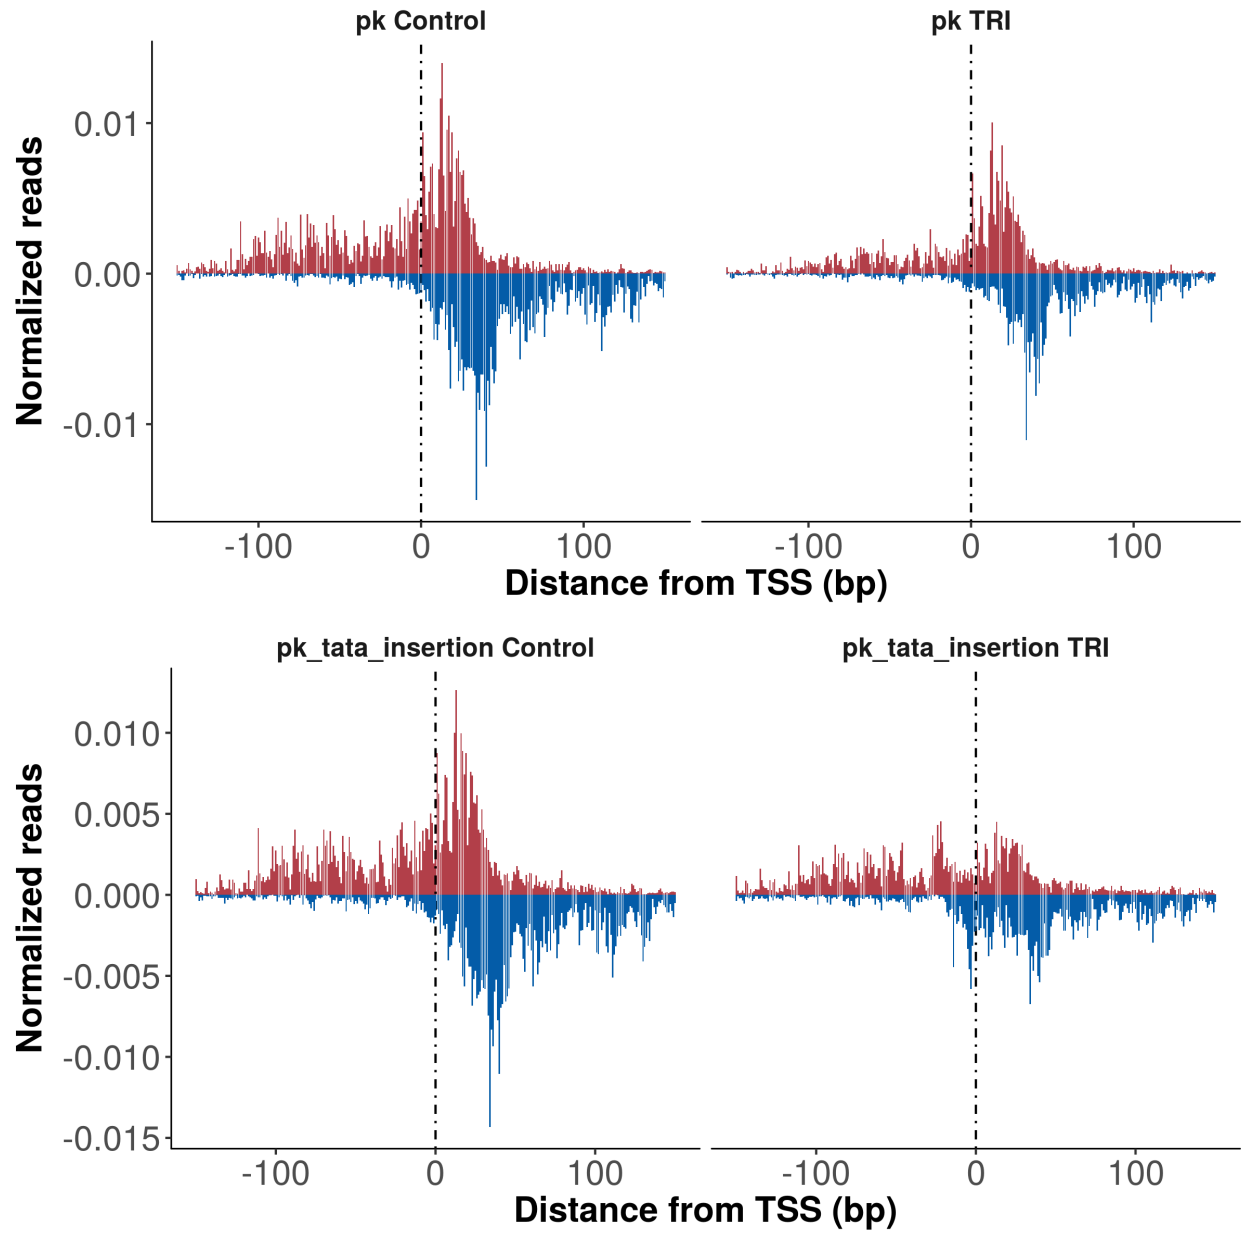 pk Control
pk TRI
Normalized reads
0.01
0.00
-0.01
-100 0 100
-100 0 100
Distance from TSS (bp)
pk_tata_insertion Control
pk_tata_insertion TRI
Normalized reads
0.010
0.005
0.000
-0.005
-0.010
-0.015
-100 0 100
-100 0 100
Distance from TSS (bp)